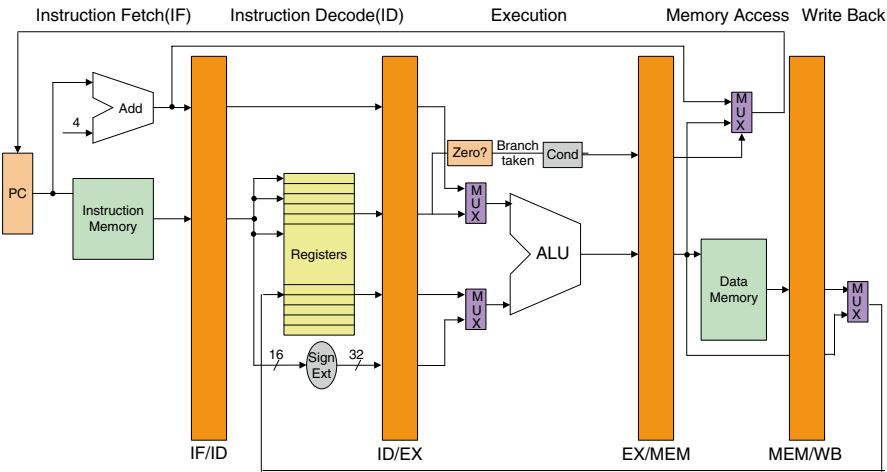 Instruction Fetch(IF)
Instruction Decode(ID)
Execution
Memory Access
Write Back
M
U
X
Add
4
Zero?
Branch
taken
Cond
PC
Instruction
Memory
M
U
X
Registers
ALU
Data
Memory
M
U
X
M
U
X
16
Sign
Ext
32
IF/ID
ID/EX
EX/MEM
MEM/WB